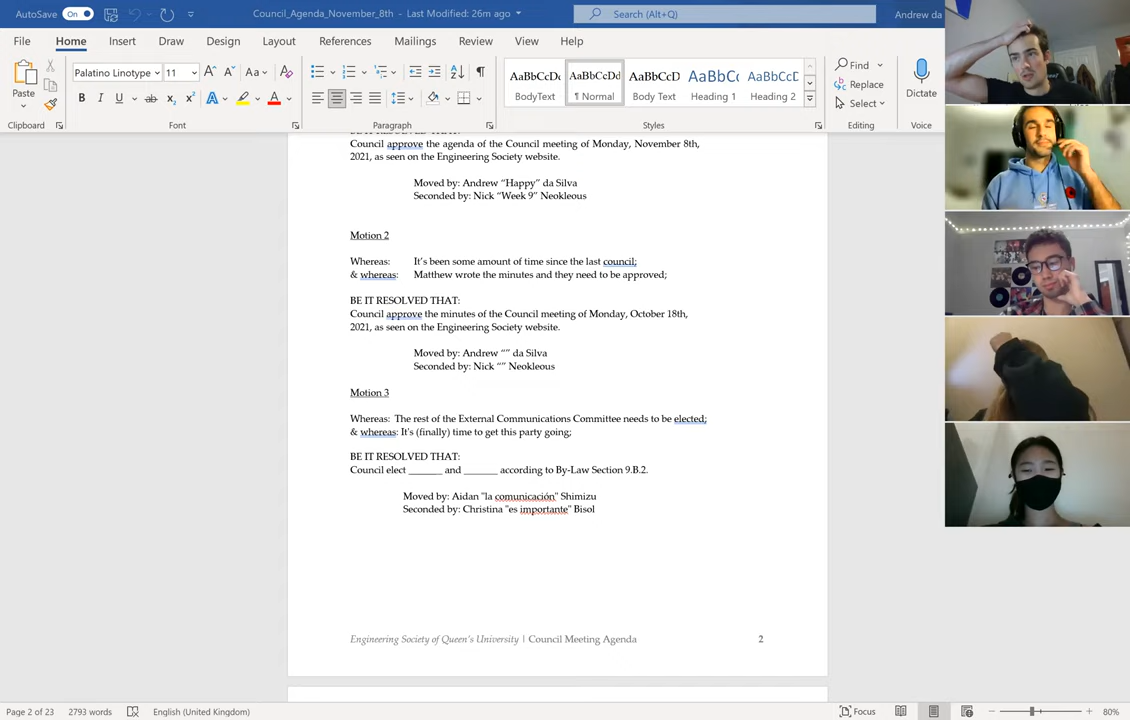 AutoSave On Council_Agenda_November_8th - Last Modified: 26m ago Search (Alt+Q) Andrew da
File Home Insert Draw Design Layout References Mailings Review View Help
Paste
Clipboard
Palatino Linotype 11
Font
Paragraph
AaBbCcDc AaBbCcDd AaBbCcD AaBbCc AaBbCcD
BodyText ¶ Normal Body Text Heading 1 Heading 2
Styles
Find
Replace
Select
Editing
Dictate
Voice
BE IT RESOLVED THAT:
Council approve the agenda of the Council meeting of Monday, November 8th,
2021, as seen on the Engineering Society website.
Moved by: Andrew “Happy” da Silva
Seconded by: Nick “Week 9” Neokleous
Motion 2
Whereas: It’s been some amount of time since the last council;
& whereas: Matthew wrote the minutes and they need to be approved;
BE IT RESOLVED THAT:
Council approve the minutes of the Council meeting of Monday, October 18th,
2021, as seen on the Engineering Society website.
Moved by: Andrew “” da Silva
Seconded by: Nick “” Neokleous
Motion 3
Whereas: The rest of the External Communications Committee needs to be elected;
& whereas: It's (finally) time to get this party going;
BE IT RESOLVED THAT:
Council elect _______ and _______ according to By-Law Section 9.B.2.
Moved by: Aidan "la comunicación" Shimizu
Seconded by: Christina "es importante" Bisol
Engineering Society of Queen's University | Council Meeting Agenda 2
Page 2 of 23 2793 words English (United Kingdom) Focus 80%